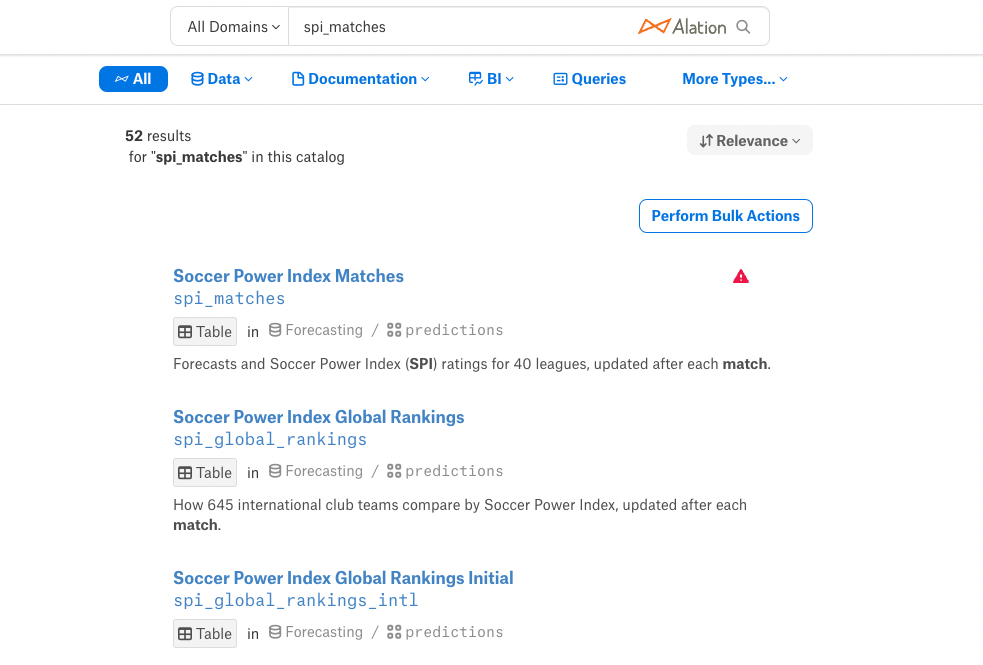 All Domains spi_matches Alation
All Data Documentation BI Queries More Types...
52 results
for "spi_matches" in this catalog
Relevance
Perform Bulk Actions
Soccer Power Index Matches
spi_matches
Table in Forecasting / predictions
Forecasts and Soccer Power Index (SPI) ratings for 40 leagues, updated after each match.
Soccer Power Index Global Rankings
spi_global_rankings
Table in Forecasting / predictions
How 645 international club teams compare by Soccer Power Index, updated after each
match.
Soccer Power Index Global Rankings Initial
spi_global_rankings_intl
Table in Forecasting / predictions